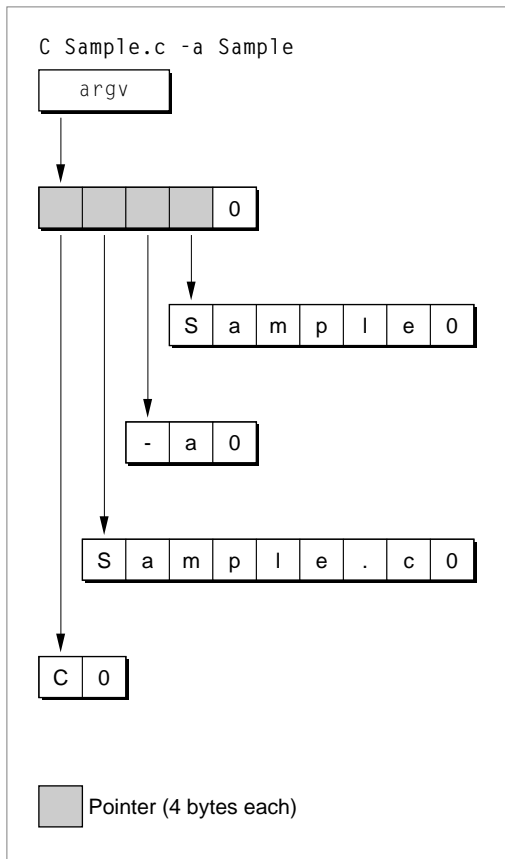 C Sample.c -a Sample
argv
0
S a m p l e 0
- a 0
S a m p l e . c 0
C 0
Pointer (4 bytes each)